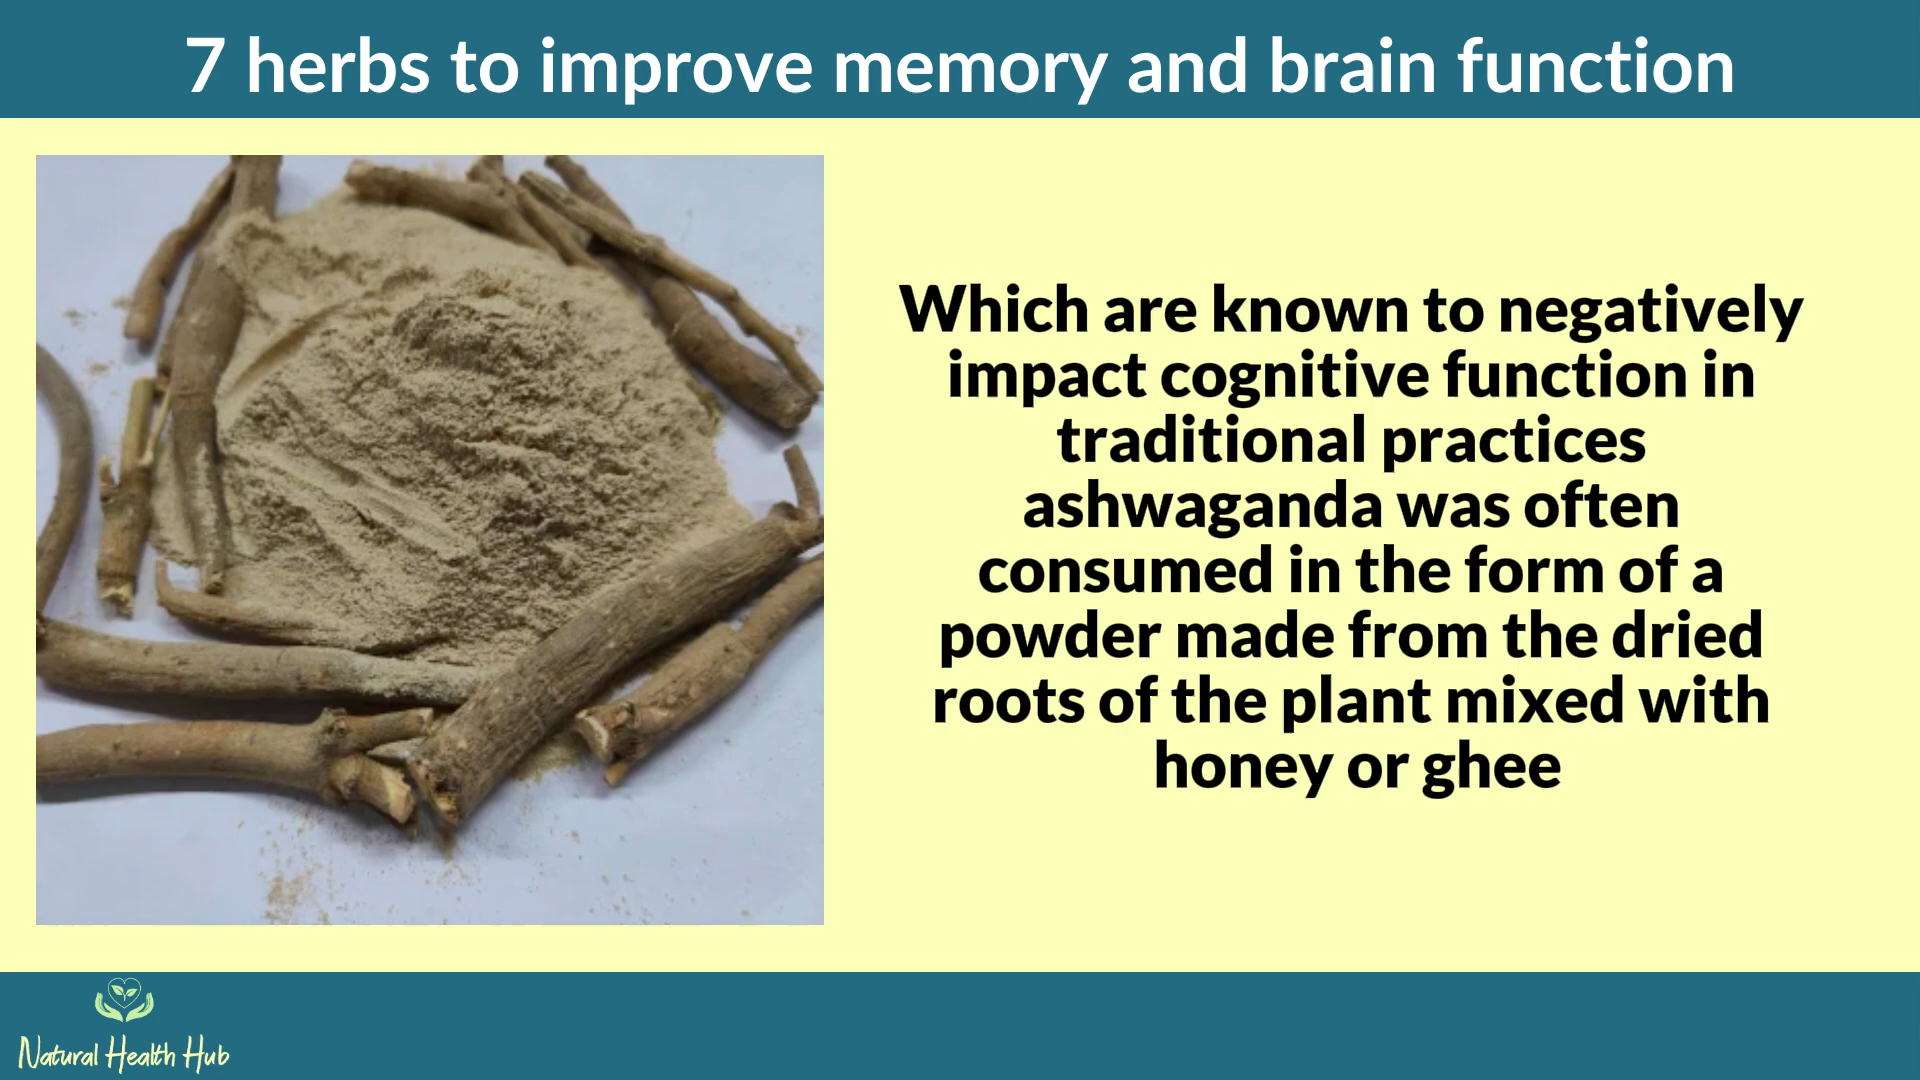 7 herbs to improve memory and brain function
Which are known to negatively
impact cognitive function in
traditional practices
ashwaganda was often
consumed in the form of a
powder made from the dried
roots of the plant mixed with
honey or ghee
Natural Health Hub